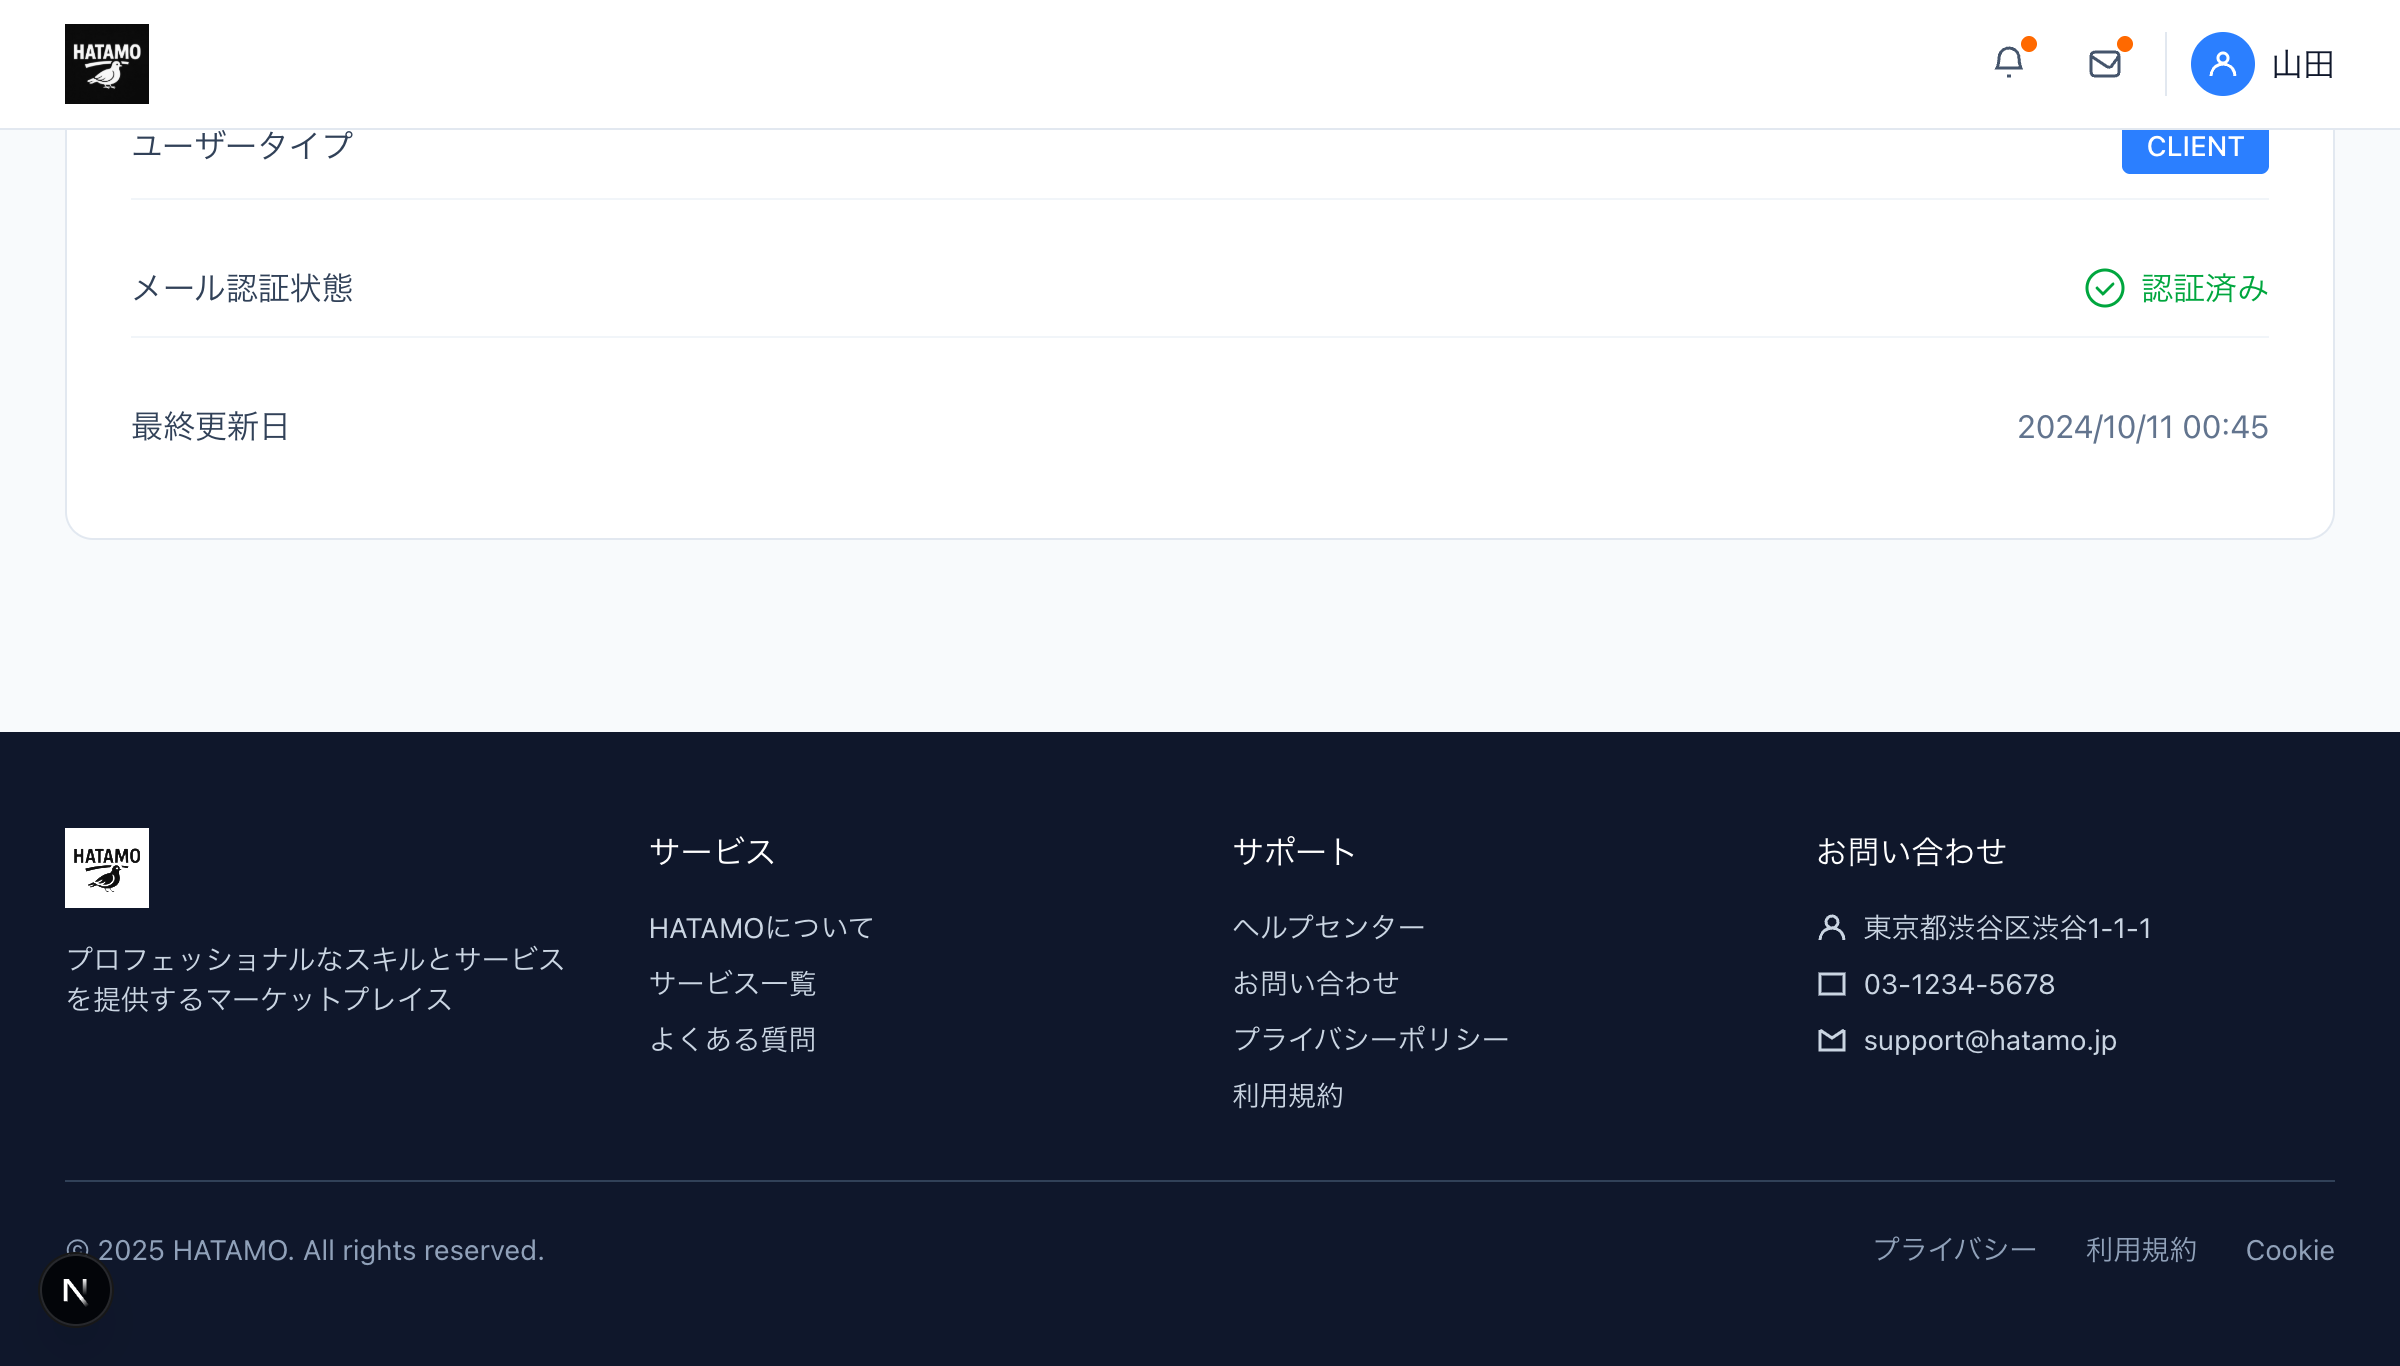 HATAMO
山田
ユーザータイプ
CLIENT
メール認証状態
認証済み
最終更新日
2024/10/11 00:45
HATAMO
プロフェッショナルなスキルとサービス
を提供するマーケットプレイス
サービス
HATAMOについて
サービス一覧
よくある質問
サポート
ヘルプセンター
お問い合わせ
プライバシーポリシー
利用規約
お問い合わせ
東京都渋谷区渋谷1-1-1
03-1234-5678
support@hatamo.jp
© 2025 HATAMO. All rights reserved.
プライバシー
利用規約
Cookie
N